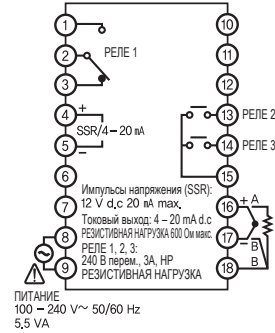 1
10
2
РЕЛЕ 1
11
3
12
4
+
SSR/4–20 mA
13
РЕЛЕ 2
5
–
14
РЕЛЕ 3
6
15
Импульсы напряжения (SSR):
12 V d.c 20 mA max.
7
16
+ A
Токовый выход: 4 – 20 mA d.c
РЕЗИСТИВНАЯ НАГРУЗКА 600 Ом макс.
8
17
– B
РЕЛЕ 1, 2, 3:
240 В перем., 3А, НР
9
18
B
РЕЗИСТИВНАЯ НАГРУЗКА
ПИТАНИЕ
100 – 240 V~ 50/60 Hz
5,5 VA